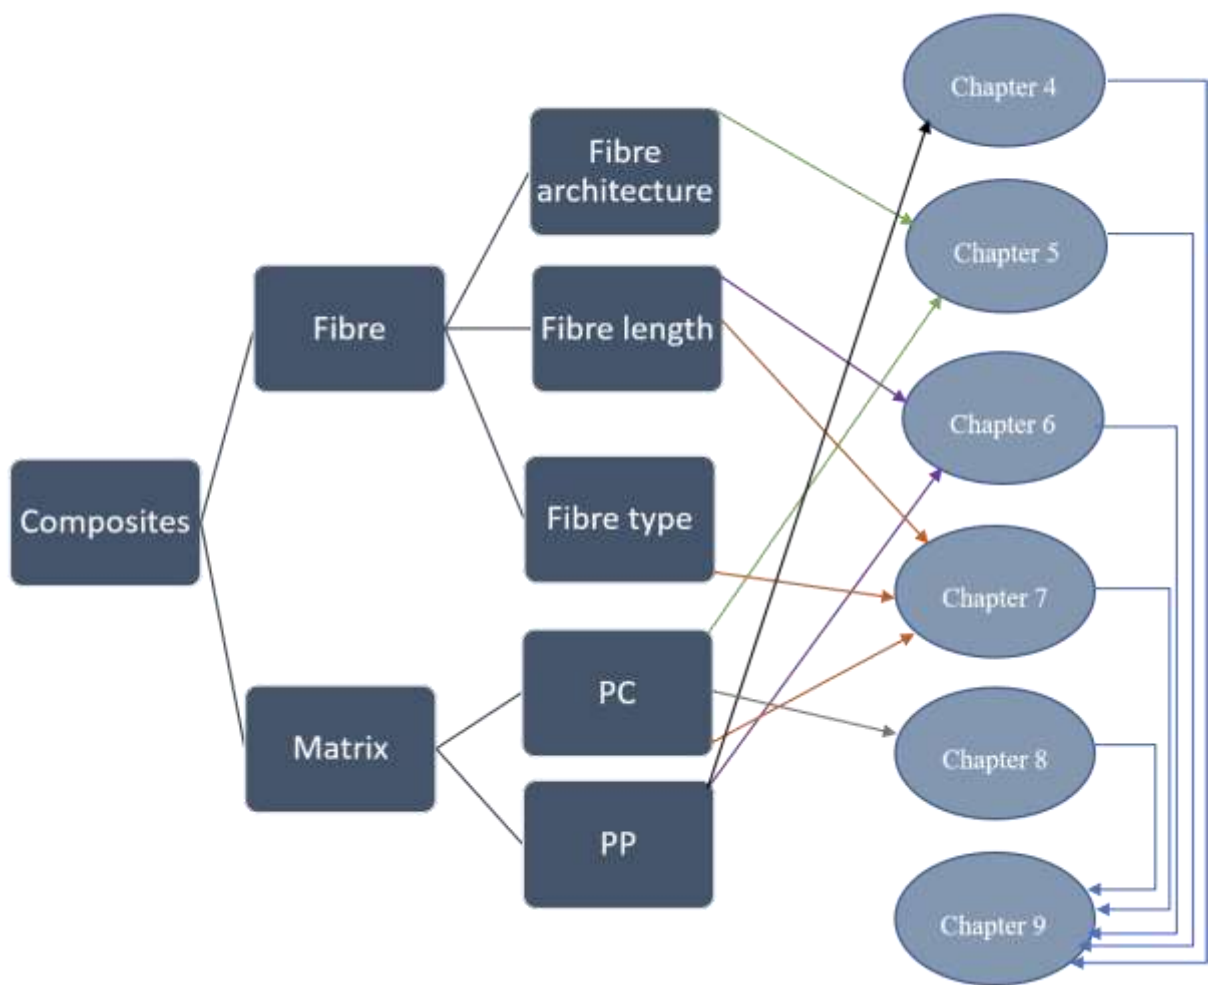 Composites
Fibre
Matrix
Fibre
architecture
Fibre length
Fibre type
PC
PP
Chapter 4
Chapter 5
Chapter 6
Chapter 7
Chapter 8
Chapter 9